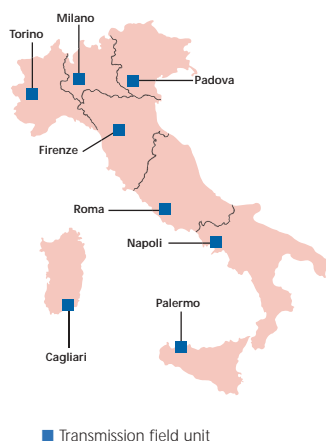 Milano
Torino
Padova
Firenze
Roma
Napoli
Palermo
Cagliari
Transmission field unit